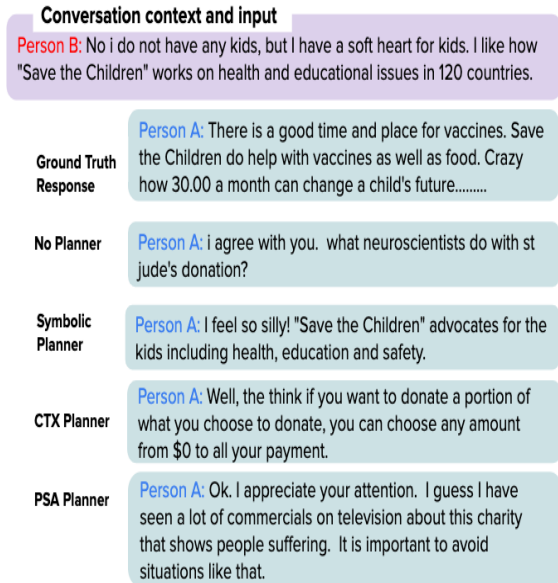 Conversation context and input
Person B: No i do not have any kids, but I have a soft heart for kids. I like how
"Save the Children" works on health and educational issues in 120 countries.
Ground Truth
Response
Person A: There is a good time and place for vaccines. Save
the Children do help with vaccines as well as food. Crazy
how 30.00 a month can change a child's future.........
No Planner
Person A: i agree with you. what neuroscientists do with st
jude's donation?
Symbolic
Planner
Person A: I feel so silly! "Save the Children" advocates for the
kids including health, education and safety.
CTX Planner
Person A: Well, the think if you want to donate a portion of
what you choose to donate, you can choose any amount
from $0 to all your payment.
PSA Planner
Person A: Ok. I appreciate your attention. I guess I have
seen a lot of commercials on television about this charity
that shows people suffering. It is important to avoid
situations like that.